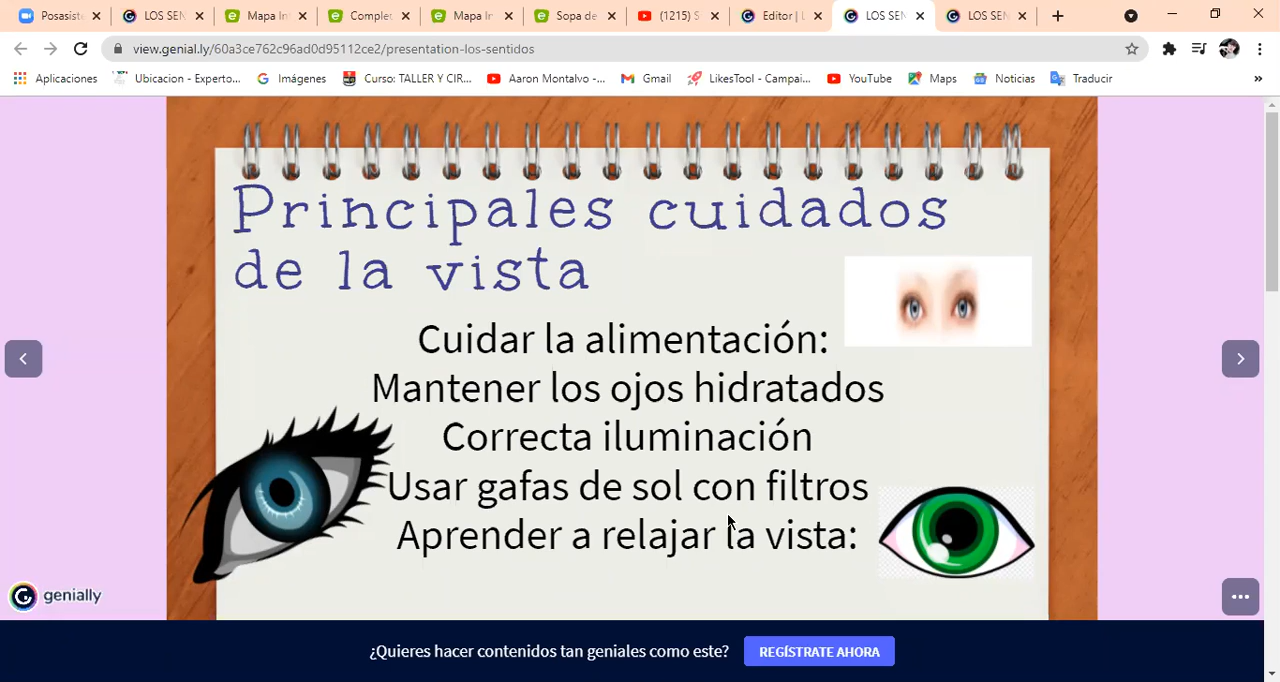 Posasist
LOS SEN
Mapa In
Complet
Mapa In
Sopa de
(1215) S
Editor | L
LOS SEN
LOS SEN
view.genial.ly/60a3ce762c96ad0d95112ce2/presentation-los-sentidos
Aplicaciones
Ubicacion - Experto...
Imágenes
Curso: TALLER Y CIR...
Aaron Montalvo -...
Gmail
LikesTool - Campai...
YouTube
Maps
Noticias
Traducir
Principales cuidados
de la vista
Cuidar la alimentación:
Mantener los ojos hidratados
Correcta iluminación
Usar gafas de sol con filtros
Aprender a relajar la vista:
genially
¿Quieres hacer contenidos tan geniales como este?
REGÍSTRATE AHORA